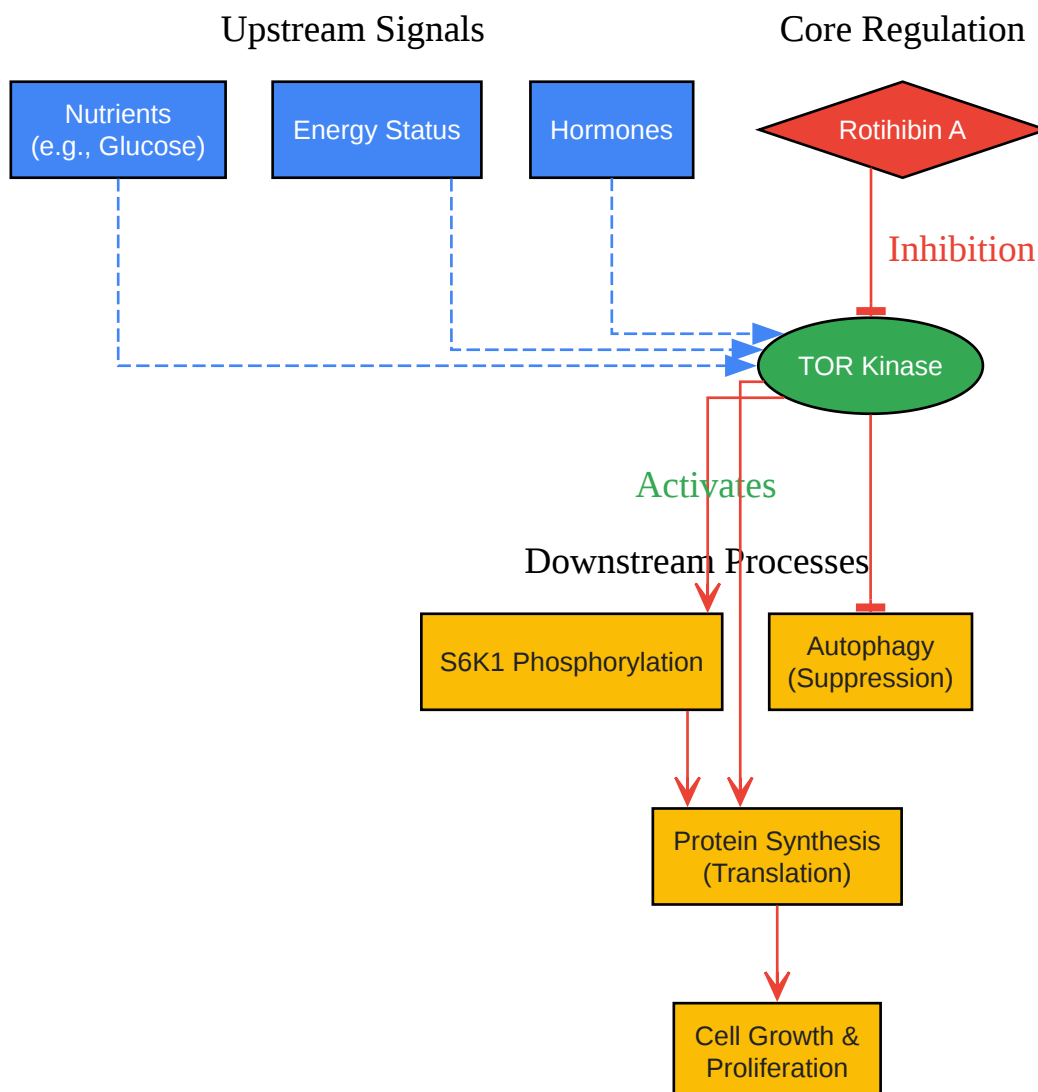 Upstream Signals
Core Regulation
Nutrients
(e.g., Glucose)
Energy Status
Hormones
Rotihibin A
Inhibition
TOR Kinase
Activates
Downstream Processes
S6K1 Phosphorylation
Autophagy
(Suppression)
Protein Synthesis
(Translation)
Cell Growth &
Proliferation